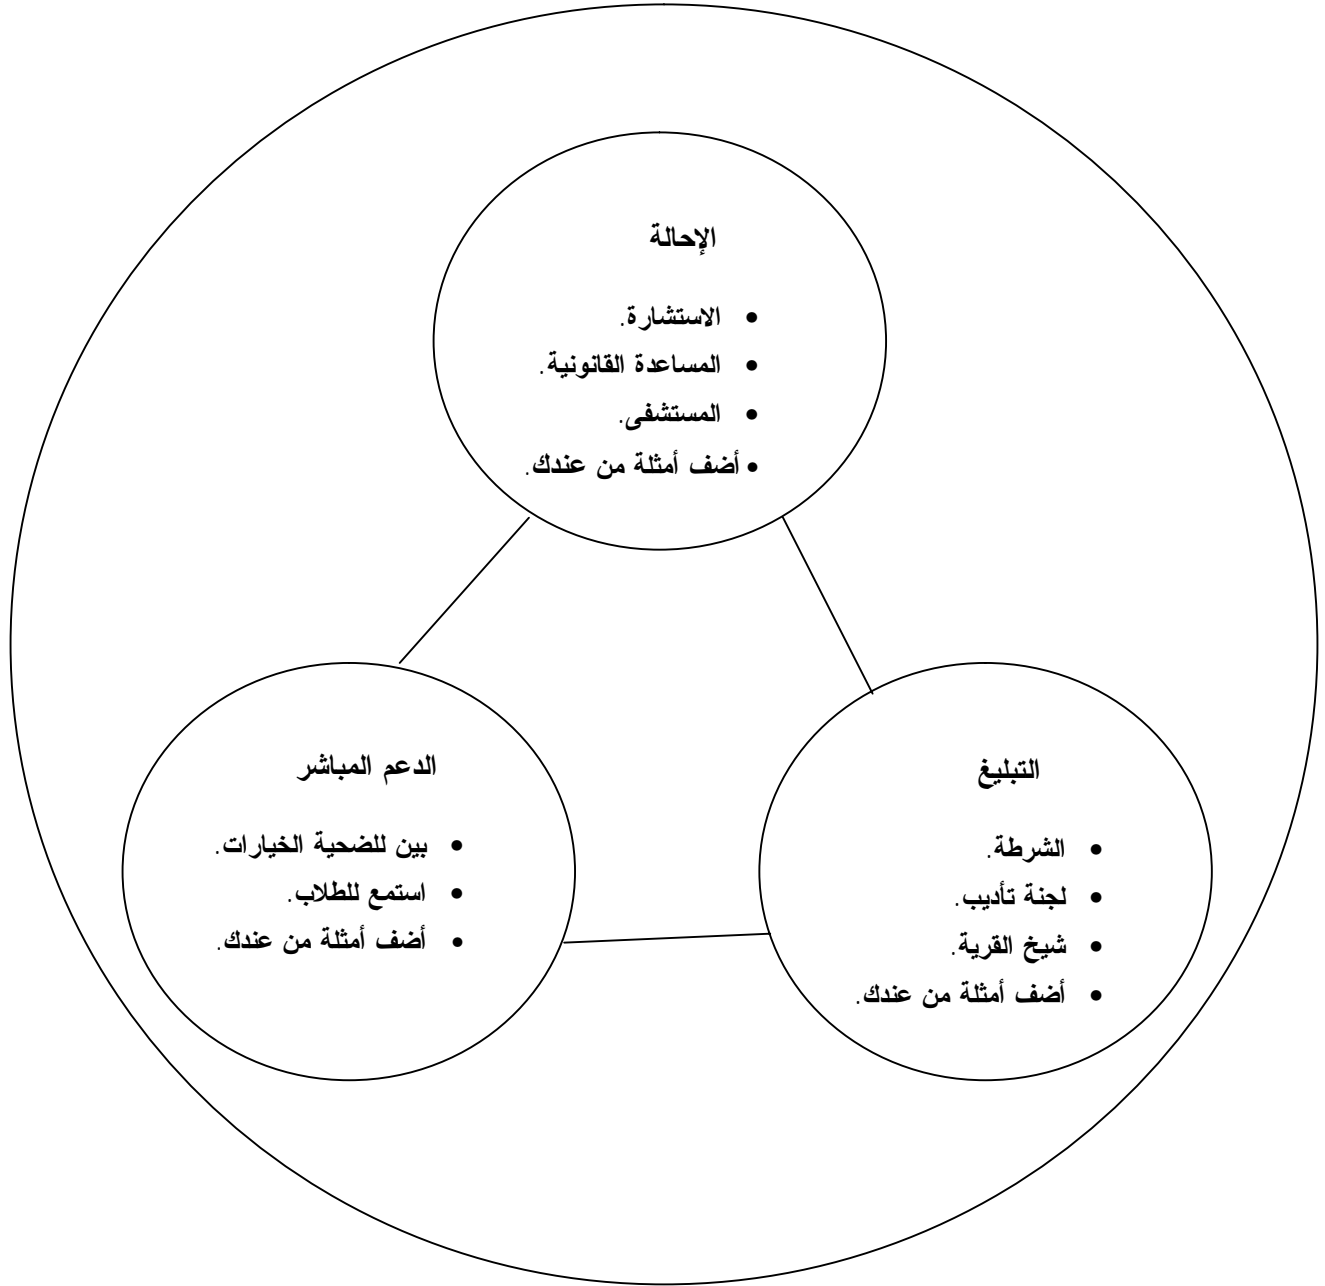 الإحالة
• الاستشارة.
• المساعدة القانونية.
• المستشفى.
• أضف أمثلة من عندك.
التبليغ
• الشرطة.
• لجنة تأديب.
• شيخ القرية.
• أضف أمثلة من عندك.
الدعم المباشر
• بين للضحية الخيارات.
• استمع للطلاب.
• أضف أمثلة من عندك.